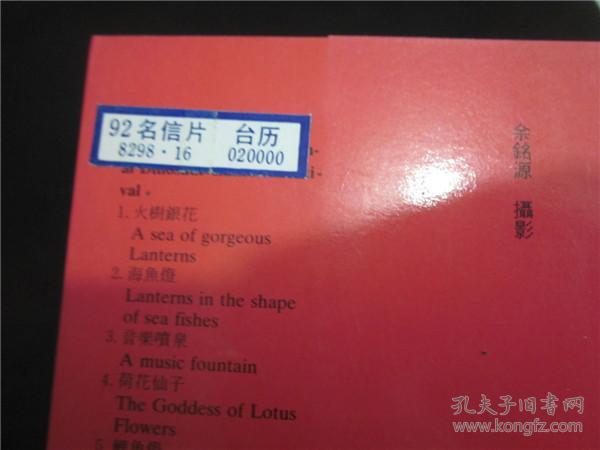 92名信片 台历
8298·16 020000
val。
1.火樹銀花
A sea of gorgeous
Lanterns
2.海魚燈
Lanterns in the shape
of sea fishes
3.音樂噴泉
A music fountain
4.荷花仙子
The Goddess of Lotus
Flowers
余銘源 攝影
孔夫子旧书网
www.kongfz.com